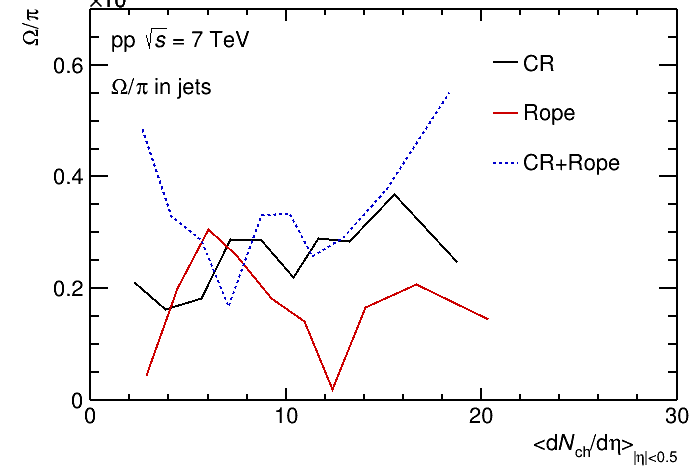 ×10
Ω/π
pp √s = 7 TeV
Ω/π in jets
CR
Rope
CR+Rope
0.6
0.4
0.2
0
0 10 20 30
<dN_ch/dη>_|η|<0.5